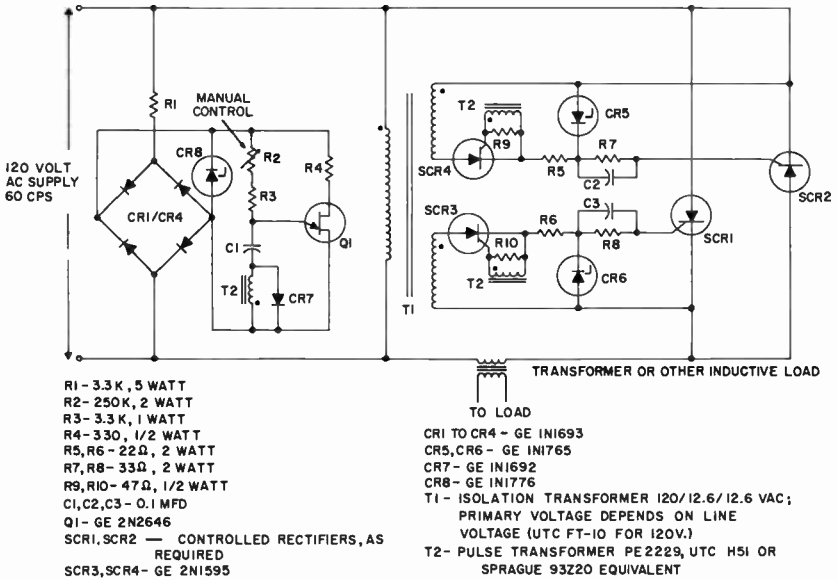 R1
MANUAL
CONTROL
T2
CR5
R9
R7
CR8
R2
R4
SCR4
R5
C2
120 VOLT
AC SUPPLY
60 CPS
CR1/CR4
R3
SCR2
SCR3
C3
R6
C1
Q1
R10
R8
SCR1
T2
CR7
T2
CR6
T1
TRANSFORMER OR OTHER INDUCTIVE LOAD
TO LOAD
R1-3.3K, 5 WATT
R2-250K, 2 WATT
R3-3.3K, 1 WATT
R4-330, 1/2 WATT
R5,R6-22Ω, 2 WATT
R7,R8-33Ω, 2 WATT
R9,R10-47Ω, 1/2 WATT
C1,C2,C3-0.1 MFD
Q1-GE 2N2646
SCR1,SCR2 — CONTROLLED RECTIFIERS, AS
REQUIRED
SCR3,SCR4-GE 2N1595
CR1 TO CR4-GE 1N1693
CR5,CR6-GE 1N1765
CR7-GE 1N1692
CR8-GE 1N1776
T1- ISOLATION TRANSFORMER 120/12.6/12.6 VAC;
PRIMARY VOLTAGE DEPENDS ON LINE
VOLTAGE (UTC FT-10 FOR 120V.)
T2- PULSE TRANSFORMER PE2229, UTC H51 OR
SPRAGUE 93Z20 EQUIVALENT